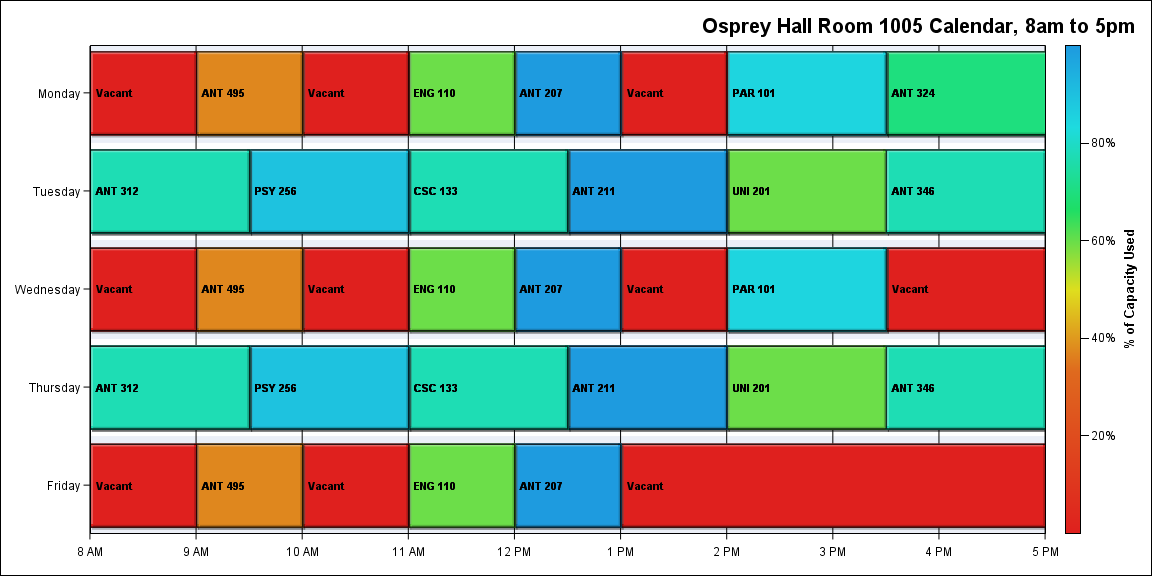 Osprey Hall Room 1005 Calendar, 8am to 5pm
Monday
Vacant
ANT 495
Vacant
ENG 110
ANT 207
Vacant
PAR 101
ANT 324
Tuesday
ANT 312
PSY 256
CSC 133
ANT 211
UNI 201
ANT 346
Wednesday
Vacant
ANT 495
Vacant
ENG 110
ANT 207
Vacant
PAR 101
Vacant
Thursday
ANT 312
PSY 256
CSC 133
ANT 211
UNI 201
ANT 346
Friday
Vacant
ANT 495
Vacant
ENG 110
ANT 207
Vacant
8 AM
9 AM
10 AM
11 AM
12 PM
1 PM
2 PM
3 PM
4 PM
5 PM
80%
60%
40%
20%
% of Capacity Used